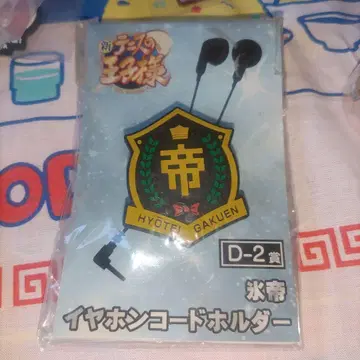 新テニスの
王子様
帝
HYŌTEI GAKUEN
D-2賞
氷帝
イヤホンコードホルダー